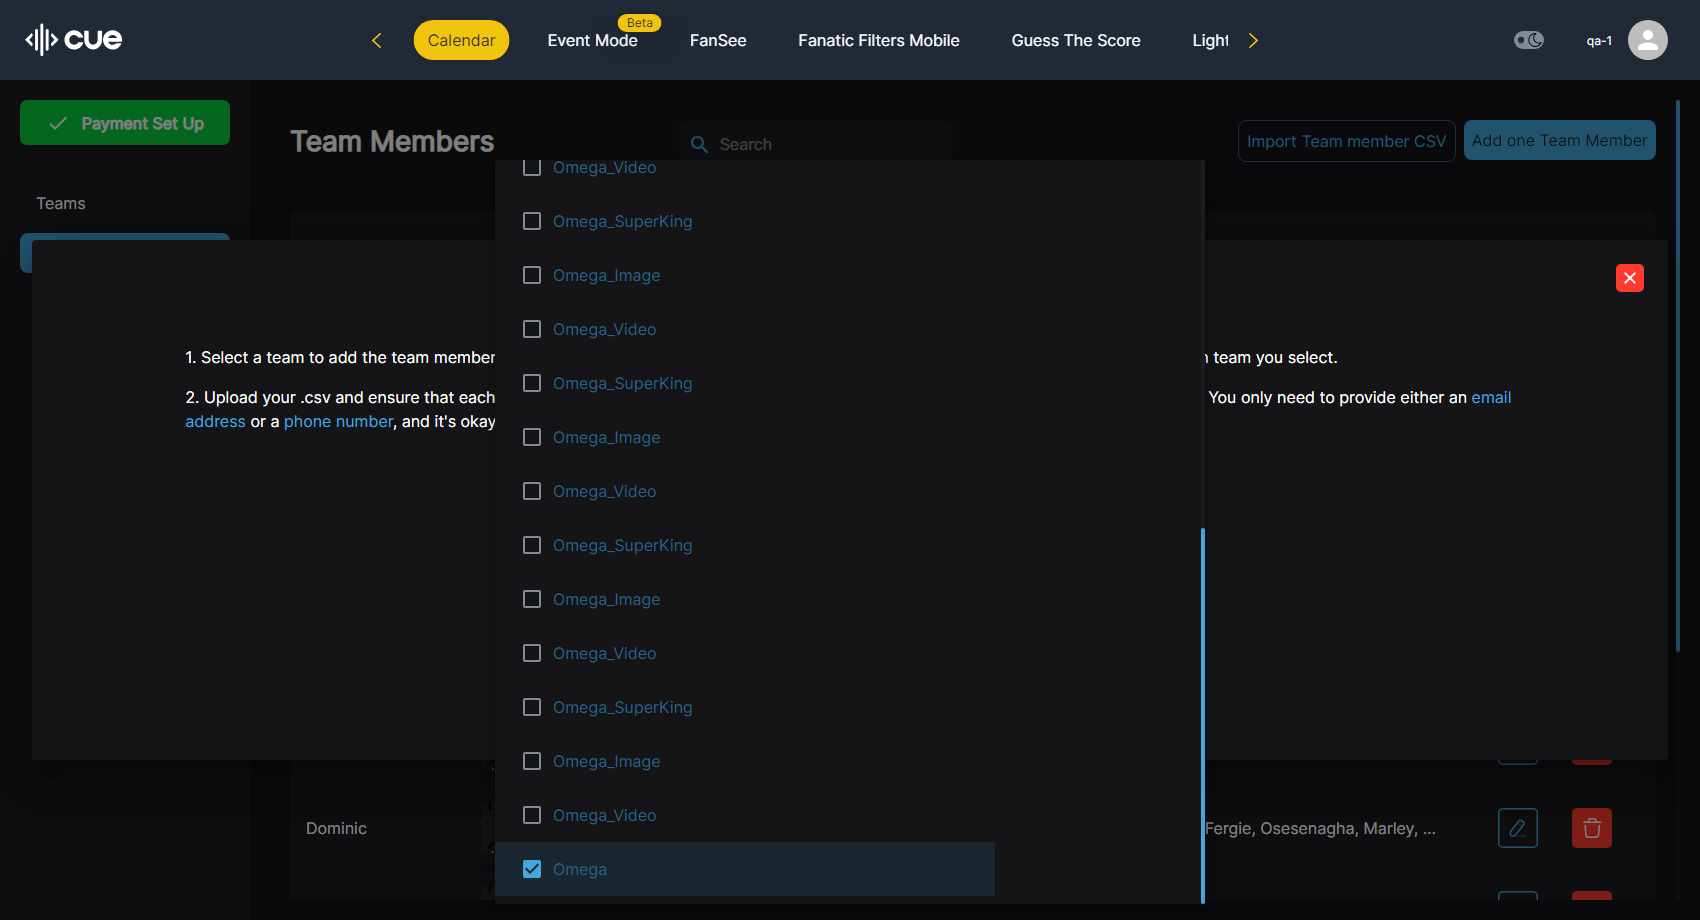 cue
Calendar
Event Mode
Beta
FanSee
Fanatic Filters Mobile
Guess The Score
Light
qa-1
Payment Set Up
Team Members
Search
Import Team member CSV
Add one Team Member
Teams
1. Select a team to add the team member
n team you select.
2. Upload your .csv and ensure that each
You only need to provide either an email
address or a phone number, and it's okay
Omega_Video
Omega_SuperKing
Omega_Image
Omega_Video
Omega_SuperKing
Omega_Image
Omega_Video
Omega_SuperKing
Omega_Image
Omega_Video
Omega_SuperKing
Omega_Image
Omega_Video
Omega
Dominic
Fergie, Osesenagha, Marley, ...